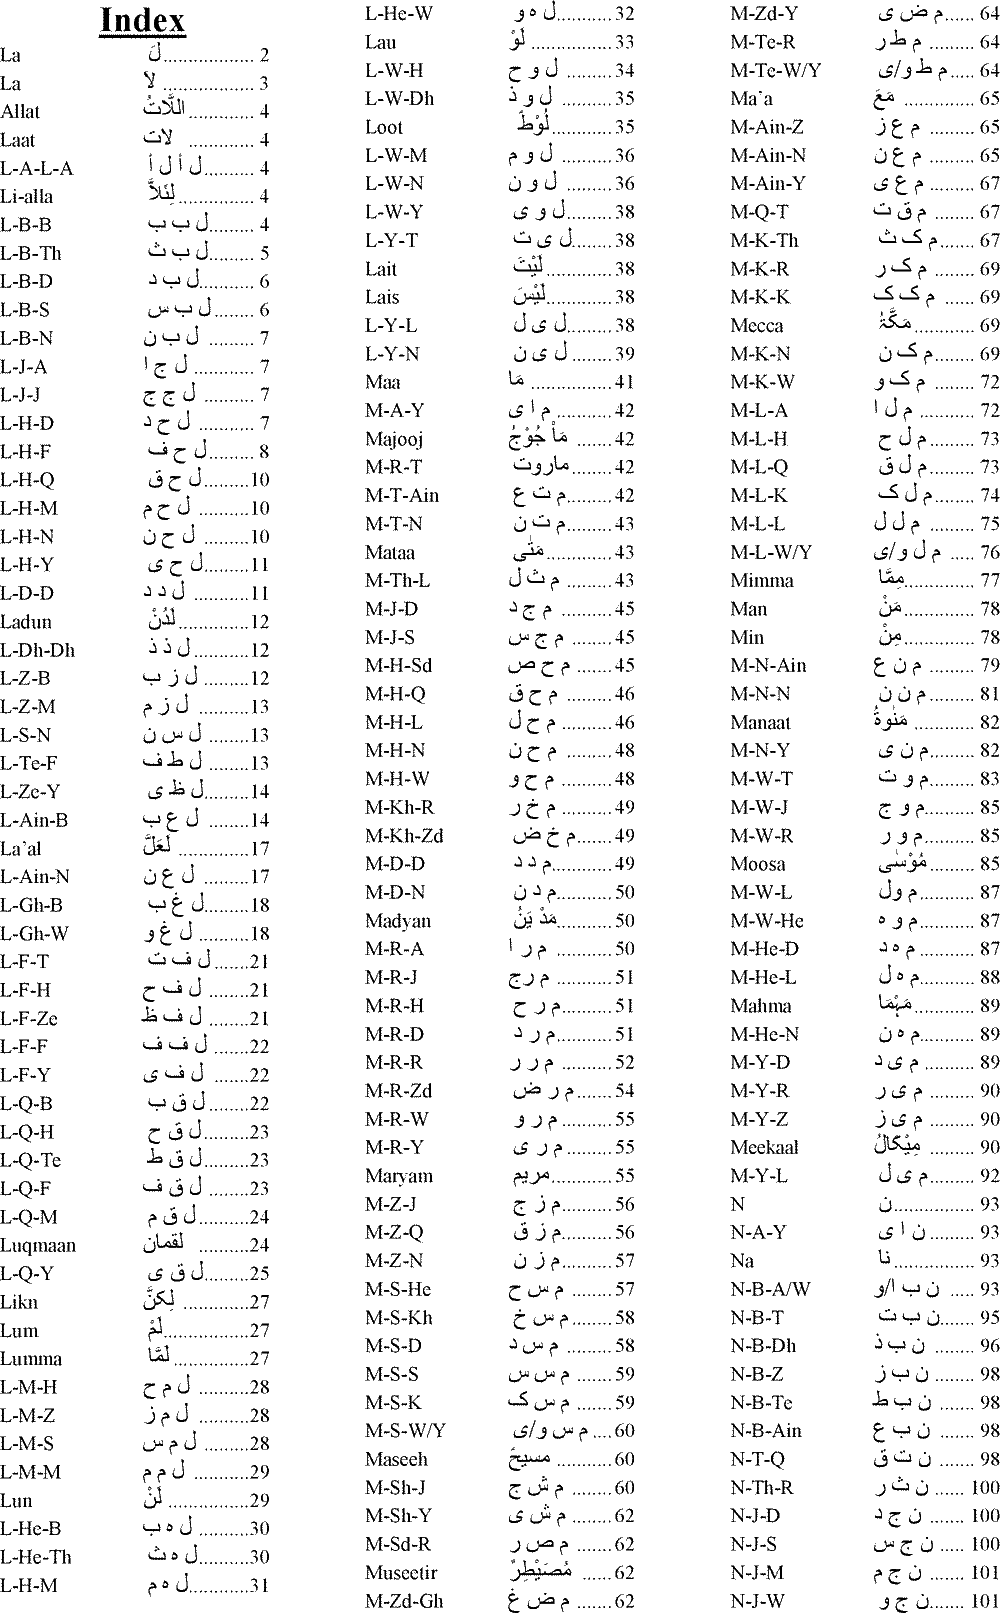 Index
La لَ ................. 2
La لاَ ................. 3
Allat اللَّاتُ ............ 4
Laat لات ............ 4
L-A-L-A ل أ ل أ ........... 4
Li-alla لِئَلاَّ ............. 4
L-B-B ل ب ب ......... 4
L-B-Th ل ب ث .......... 5
L-B-D ل ب د ......... 6
L-B-S ل ب س ........ 6
L-B-N ل ب ن ......... 7
L-J-A ل ج ا ........... 7
L-J-J ل ج ج .......... 7
L-H-D ل ح د .......... 7
L-H-F ل ح ف ......... 8
L-H-Q ل ح ق .........10
L-H-M ل ح م .........10
L-H-N ل ح ن .........10
L-H-Y ل ح ى .........11
L-D-D ل د د ..........11
Ladun لَدُنْ ...............12
L-Dh-Dh ل ذ ذ ...........12
L-Z-B ل ز ب ..........12
L-Z-M ل ز م ..........13
L-S-N ل س ن .........13
L-Te-F ل ط ف .........13
L-Ze-Y ل ظ ى .........14
L-Ain-B ل ع ب .........14
La’al لَعَلَّ ..............17
L-Ain-N ل ع ن .........17
L-Gh-B ل غ ب .........18
L-Gh-W ل غ و ..........18
L-F-T ل ف ت .......21
L-F-H ل ف ح ........21
L-F-Ze ل ف ظ ........21
L-F-F ل ف ف .......22
L-F-Y ل ف ى .......22
L-Q-B ل ق ب ........22
L-Q-H ل ق ح .........23
L-Q-Te ل ق ط ........23
L-Q-F ل ق ف ........23
L-Q-M ل ق م .........24
Luqmaan لقمان ..........24
L-Q-Y ل ق ى.........25
Likn لِكنَّ ..............27
Lum لَمْ .................27
Lumma لَمَّا ...............27
L-M-H ل م ح .........28
L-M-Z ل م ز ..........28
L-M-S ل م س .........28
L-M-M ل م م ..........29
Lun لَنْ ................29
L-He-B ل ه ب ..........30
L-He-Th ل ه ث ..........30
L-H-M ل ه م ...........31
L-He-W ل ه و ...........32
Lau لَوْ ................33
L-W-H ل و ح .........34
L-W-Dh ل و ذ ...........35
Loot لُوْطً ............35
L-W-M ل و م ..........36
L-W-N ل و ن ..........36
L-W-Y ل و ى.........38
L-Y-T ل ى ت.........38
Lait لَيْتَ .............38
Lais لَيْسَ.............38
L-Y-L ل ى ل.........38
L-Y-N ل ى ن.........39
Maa مَا ................41
M-A-Y م ا ى ..........42
Majooj مَاْ جُوْجُ .......42
M-R-T ماروت ..........42
M-T-Ain م ت ع ........42
M-T-N م ت ن ........43
Mataa مَتٰى .............43
M-Th-L م ث ل ........43
M-J-D م ج د .........45
M-J-S م ج س .......45
M-H-Sd م ح ص .......45
M-H-Q م ح ق ........46
M-H-L م ح ل ........46
M-H-N م ح ن ........48
M-H-W م ح و .........48
M-Kh-R م خ ر .........49
M-Kh-Zd م خ ض .......49
M-D-D م د د...........49
M-D-N م د ن ..........50
Madyan مَدْ يَنُ ..........50
M-R-A م ر ا ............50
M-R-J م ر ج...........51
M-R-H م ر ح ..........51
M-R-D م ر د...........51
M-R-R م ر ر ...........52
M-R-Zd م ر ض .......54
M-R-W م ر و ..........55
M-R-Y م ر ى ..........55
Maryam مريم ............55
M-Z-J م ز ج ..........56
M-Z-Q م ز ق..........56
M-Z-N م ز ن..........57
M-S-He م س ح ........57
M-S-Kh م س خ .......58
M-S-D م س د.........58
M-S-S م س س.......59
M-S-K م س ک.......59
M-S-W/Y م س و/ى ....60
Maseeh مسيحٌ ..........60
M-Sh-J م ش ج ........60
M-Sh-Y م ش ى .......62
M-Sd-R م ص ر .......62
Museetir مُصَيْطِرٌ ......62
M-Zd-Gh م ض غ .......62
M-Zd-Y م ض ى...... 64
M-Te-R م ط ر ........ 64
M-Te-W/Y م ط و/ى...... 64
Ma’a مَعَ .............. 65
M-Ain-Z م ع ز ......... 65
M-Ain-N م ع ن ........ 65
M-Ain-Y م ع ى ........ 67
M-Q-T م ق ت ....... 67
M-K-Th م ک ث ....... 67
M-K-R م ک ر ........ 69
M-K-K م ک ک ...... 69
Mecca مَكَّۃُ............ 69
M-K-N م ک ن........ 69
M-K-W م ک و ........ 72
M-L-A م ل ا .......... 72
M-L-H م ل ح ........ 73
M-L-Q م ل ق ........ 73
M-L-K م ل ک....... 74
M-L-L م ل ل ........ 75
M-L-W/Y م ل و/ى ..... 76
Mimma مِمَّا............. 77
Man مَنْ .............. 78
Min مِنْ .............. 78
M-N-Ain م ن ع ........ 79
M-N-N م ن ن ........ 81
Manaat مَنٰوةُ ............ 82
M-N-Y م ن ى........ 82
M-W-T م و ت ........ 83
M-W-J م و ج ......... 85
M-W-R م و ر .......... 85
Moosa مُوْسٰى ......... 85
M-W-L م ول .......... 87
M-W-He م و ه .......... 87
M-He-D م ه د........... 87
M-He-L م ه ل.......... 88
Mahma مَہْمَا ........... 89
M-He-N م ه ن.......... 89
M-Y-D م ى د......... 89
M-Y-R م ى ر ......... 90
M-Y-Z م ى ز......... 90
Meekaal مِيْكَالُ ......... 90
M-Y-L م ى ل........ 92
N ن................. 93
N-A-Y ن ا ى .......... 93
Na نا................ 93
N-B-A/W ن ب ا/و ..... 93
N-B-T ن ب ت ...... 95
N-B-Dh ن ب ذ ........ 96
N-B-Z ن ب ز ........ 98
N-B-Te ن ب ط ....... 98
N-B-Ain ن ب ع ....... 98
N-T-Q ن ت ق ...... 98
N-Th-R ن ث ر ...... 100
N-J-D ن ج د ...... 100
N-J-S ن ج س ..... 100
N-J-M ن ج م ...... 101
N-J-W ن ج و....... 101